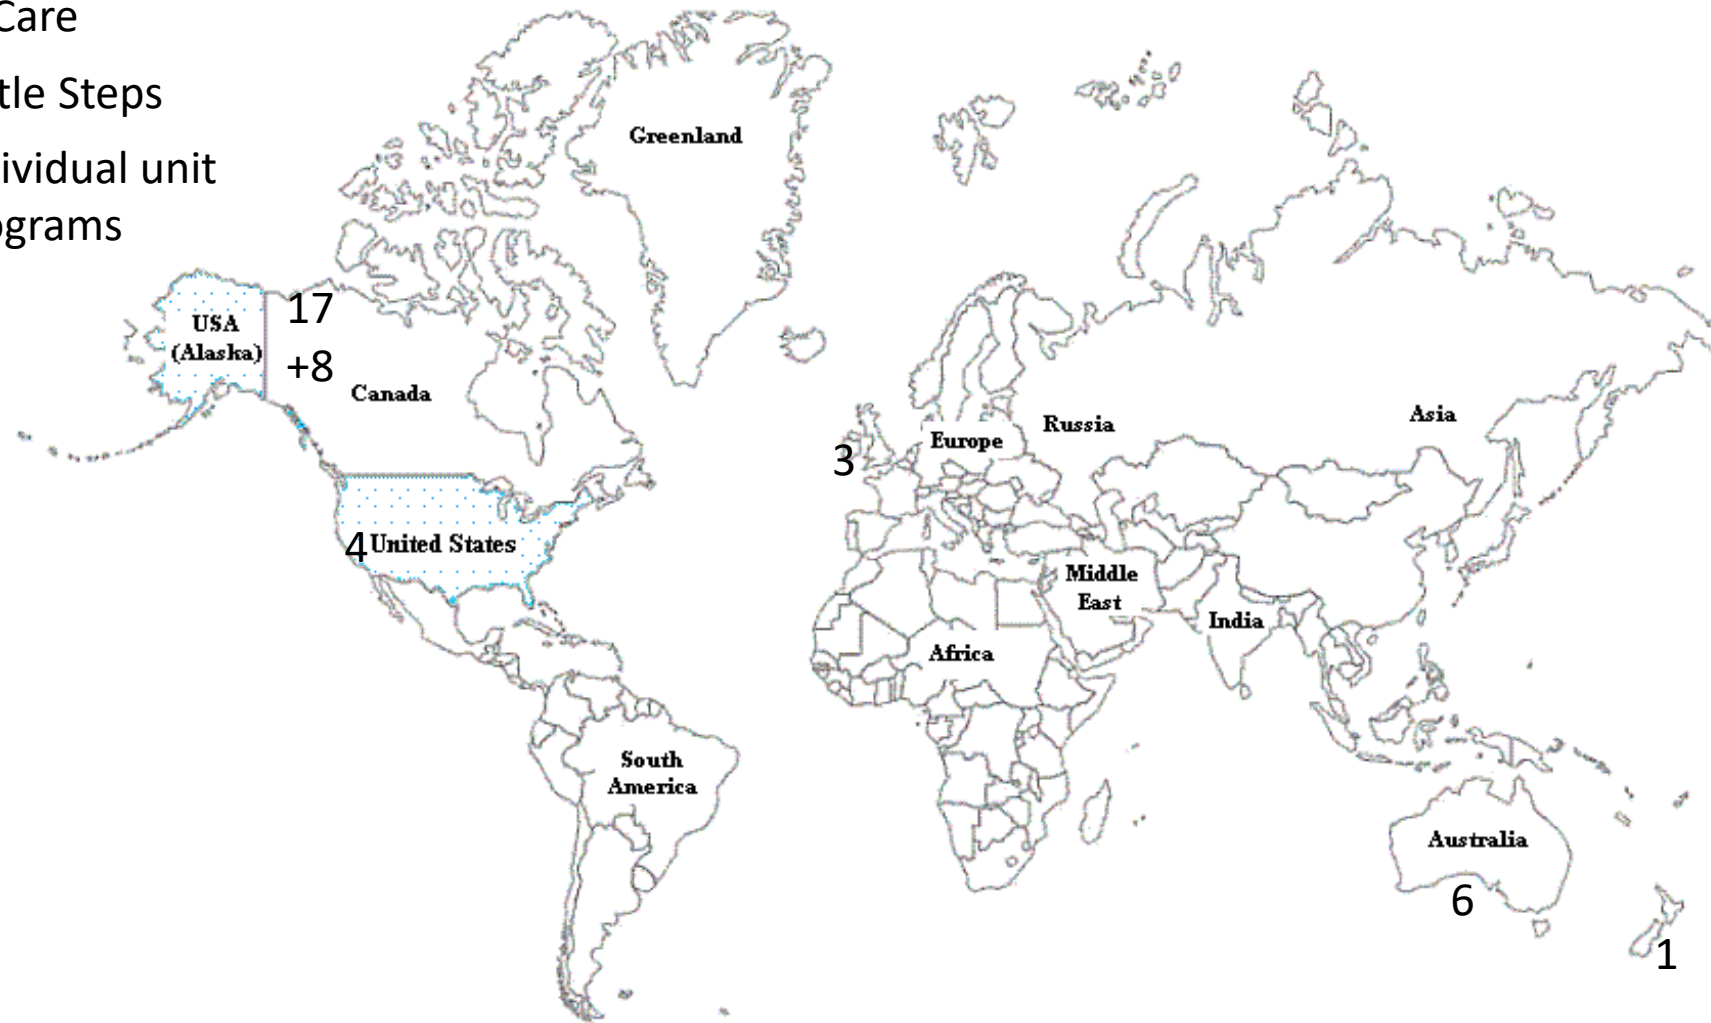 Care
tle Steps
ividual unit
ograms
Greenland
17
USA
(Alaska)
+8
Canada
Asia
Russia
Europe
3
4
United States
Middle
East
India
Africa
South
America
Australia
6
1